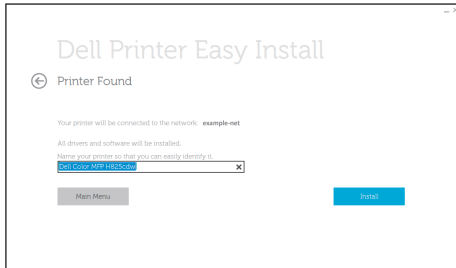 Dell Printer Easy Install
Printer Found
Your printer will be connected to the network: example-net
All drivers and software will be installed.
Name your printer so that you can easily identify it.
Dell Color MFP H825cdw
Main Menu
Install